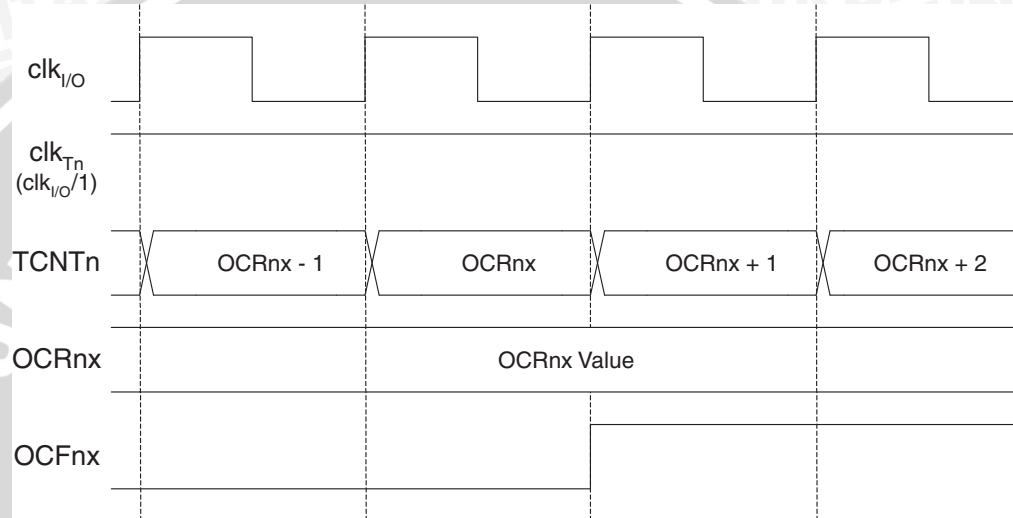 clkI/O
clkTn
(clkI/O/1)
TCNTn
OCRnx - 1
OCRnx
OCRnx + 1
OCRnx + 2
OCRnx
OCRnx Value
OCFnx